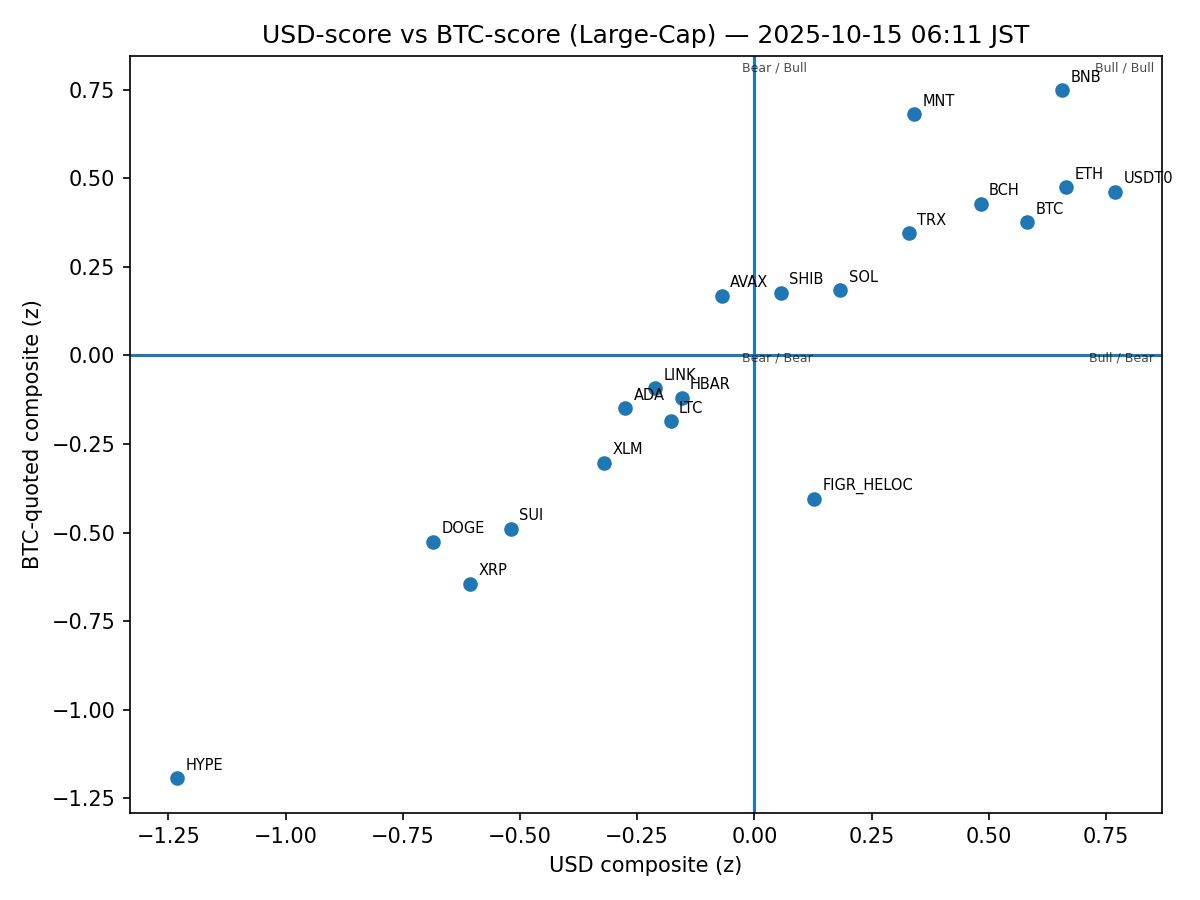 USD-score vs BTC-score (Large-Cap) — 2025-10-15 06:11 JST
Bear / Bull
Bull / Bull
BNB
MNT
ETH
USDT0
BCH
BTC
TRX
AVAX
SHIB
SOL
Bear / Bear
Bull / Bear
LINK
HBAR
ADA
LTC
XLM
FIGR_HELOC
SUI
DOGE
XRP
HYPE
0.75
0.50
0.25
0.00
−0.25
−0.50
−0.75
−1.00
−1.25
BTC-quoted composite (z)
−1.25
−1.00
−0.75
−0.50
−0.25
0.00
0.25
0.50
0.75
USD composite (z)